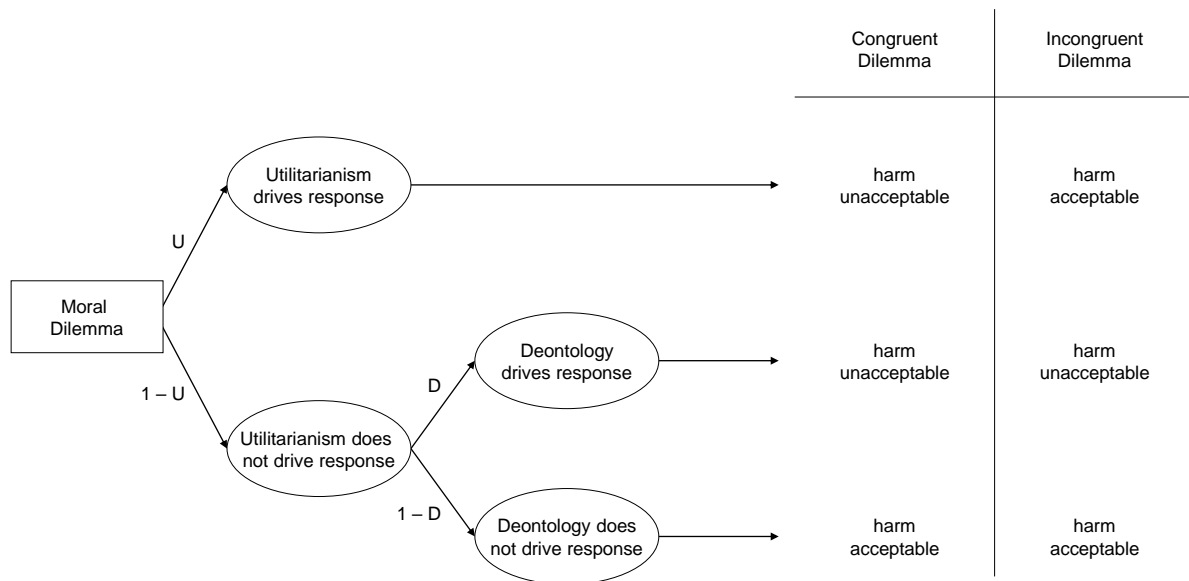 Congruent
Dilemma
Incongruent
Dilemma
Utilitarianism
drives response
harm
unacceptable
harm
acceptable
U
Moral
Dilemma
1 – U
Deontology
drives response
harm
unacceptable
harm
unacceptable
D
Utilitarianism does
not drive response
1 – D
Deontology does
not drive response
harm
acceptable
harm
acceptable